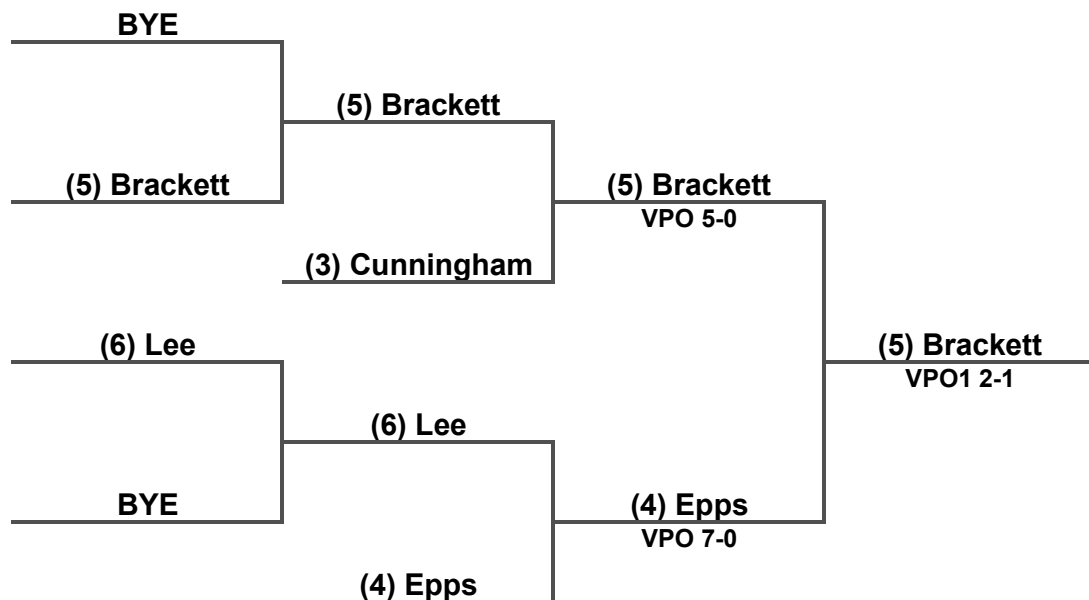 BYE
(5) Brackett
(5) Brackett
(5) Brackett
VPO 5-0
(3) Cunningham
(6) Lee
(5) Brackett
VPO1 2-1
(6) Lee
BYE
(4) Epps
VPO 7-0
(4) Epps